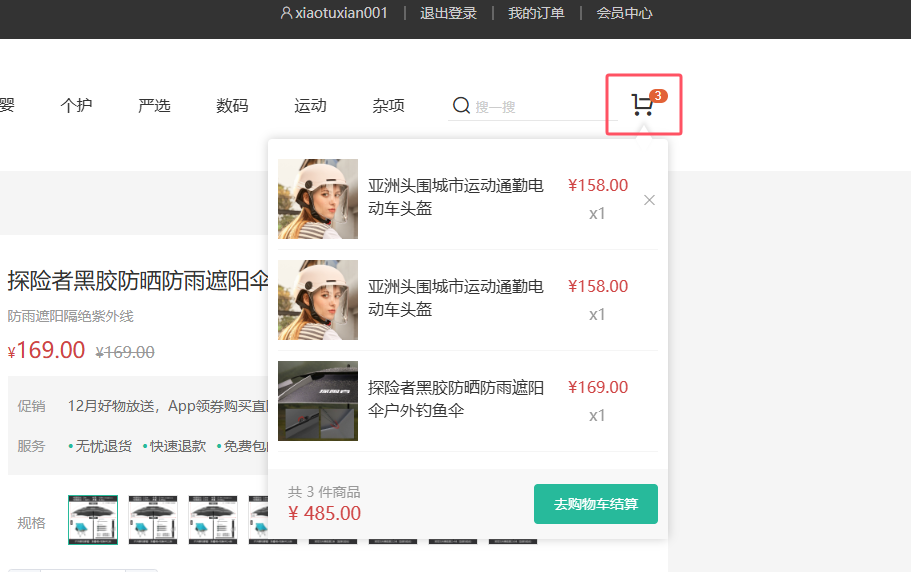 xiaotuxian001 | 退出登录 | 我的订单 | 会员中心
婴 个护 严选 数码 运动 杂项 搜一搜 3
亚洲头围城市运动通勤电
动车头盔
¥158.00
x1
亚洲头围城市运动通勤电
动车头盔
¥158.00
x1
探险者黑胶防晒防雨遮阳
伞户外钓鱼伞
¥169.00
x1
共 3 件商品
¥ 485.00
去购物车结算
探险者黑胶防晒防雨遮阳伞
防雨遮阳隔绝紫外线
¥169.00 ¥169.00
促销 12月好物放送，App领券购买直
服务 •无忧退货 •快速退款 •免费包
规格